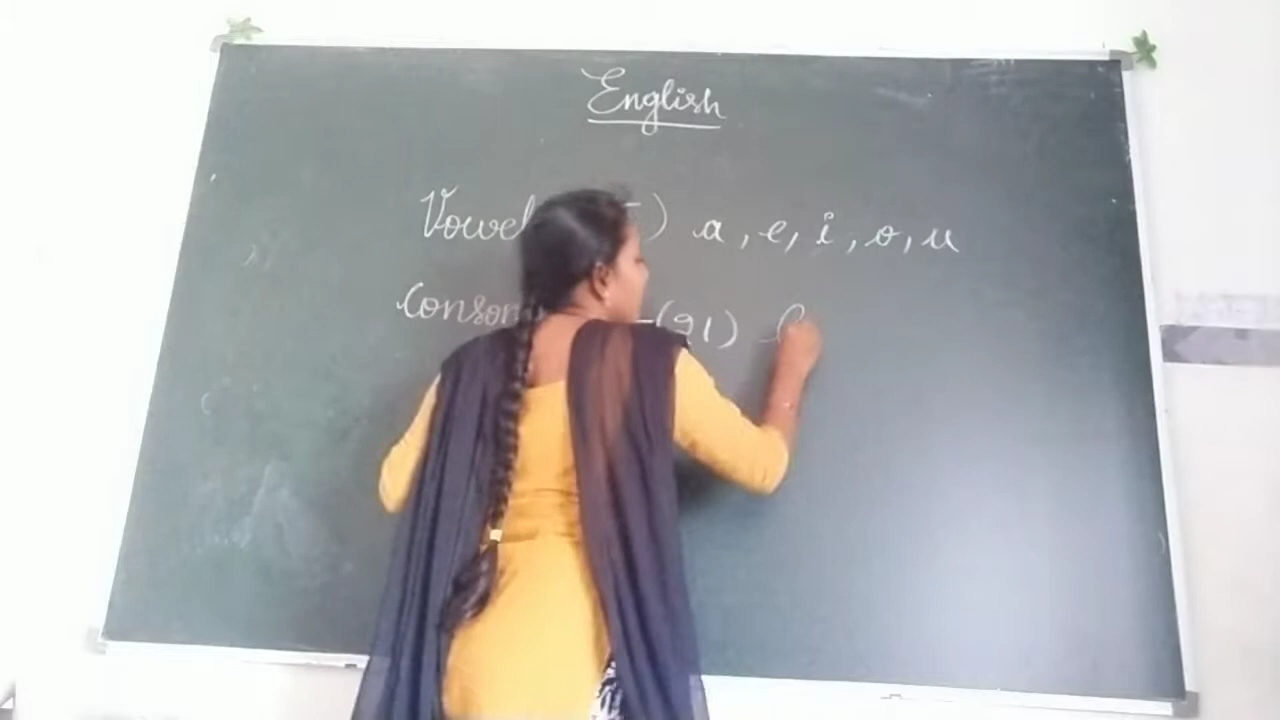 English
Vowel ) a, e, i, o, u
Conson -(21)